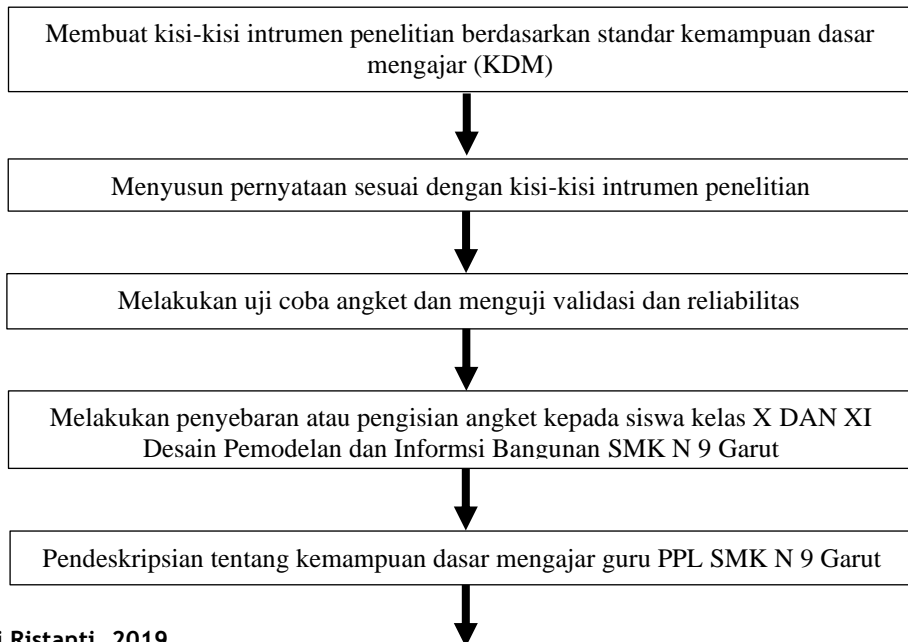 Membuat kisi-kisi intrumen penelitian berdasarkan standar kemampuan dasar
mengajar (KDM)
Menyusun pernyataan sesuai dengan kisi-kisi intrumen penelitian
Melakukan uji coba angket dan menguji validasi dan reliabilitas
Melakukan penyebaran atau pengisian angket kepada siswa kelas X DAN XI
Desain Pemodelan dan Informsi Bangunan SMK N 9 Garut
Pendeskripsian tentang kemampuan dasar mengajar guru PPL SMK N 9 Garut
i Ristanti, 2019